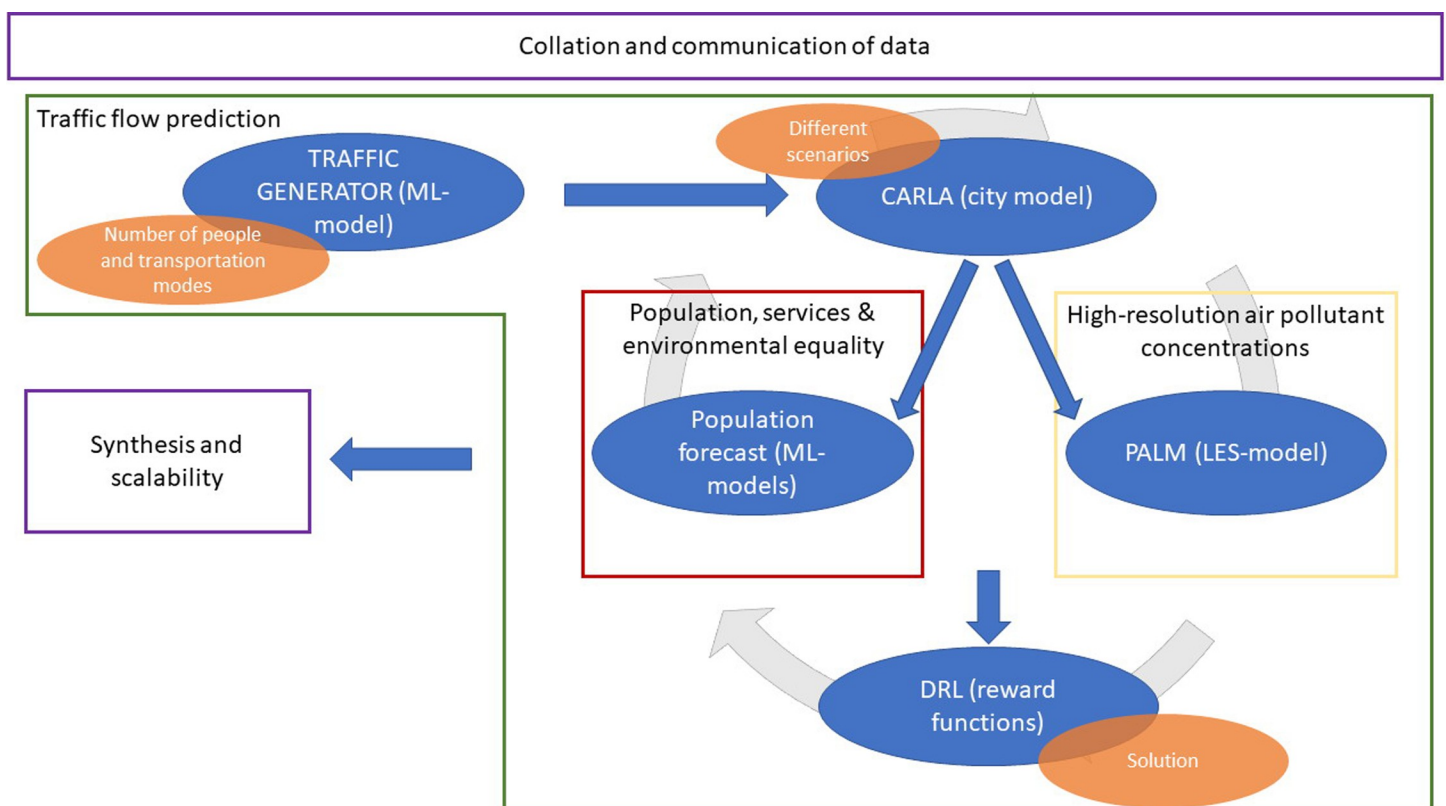 Collation and communication of data
Traffic flow prediction
TRAFFIC
GENERATOR (ML-
model)
Number of people
and transportation
modes
Different
scenarios
CARLA (city model)
Population, services &
environmental equality
Population
forecast (ML-
models)
High-resolution air pollutant
concentrations
PALM (LES-model)
Synthesis and
scalability
DRL (reward
functions)
Solution